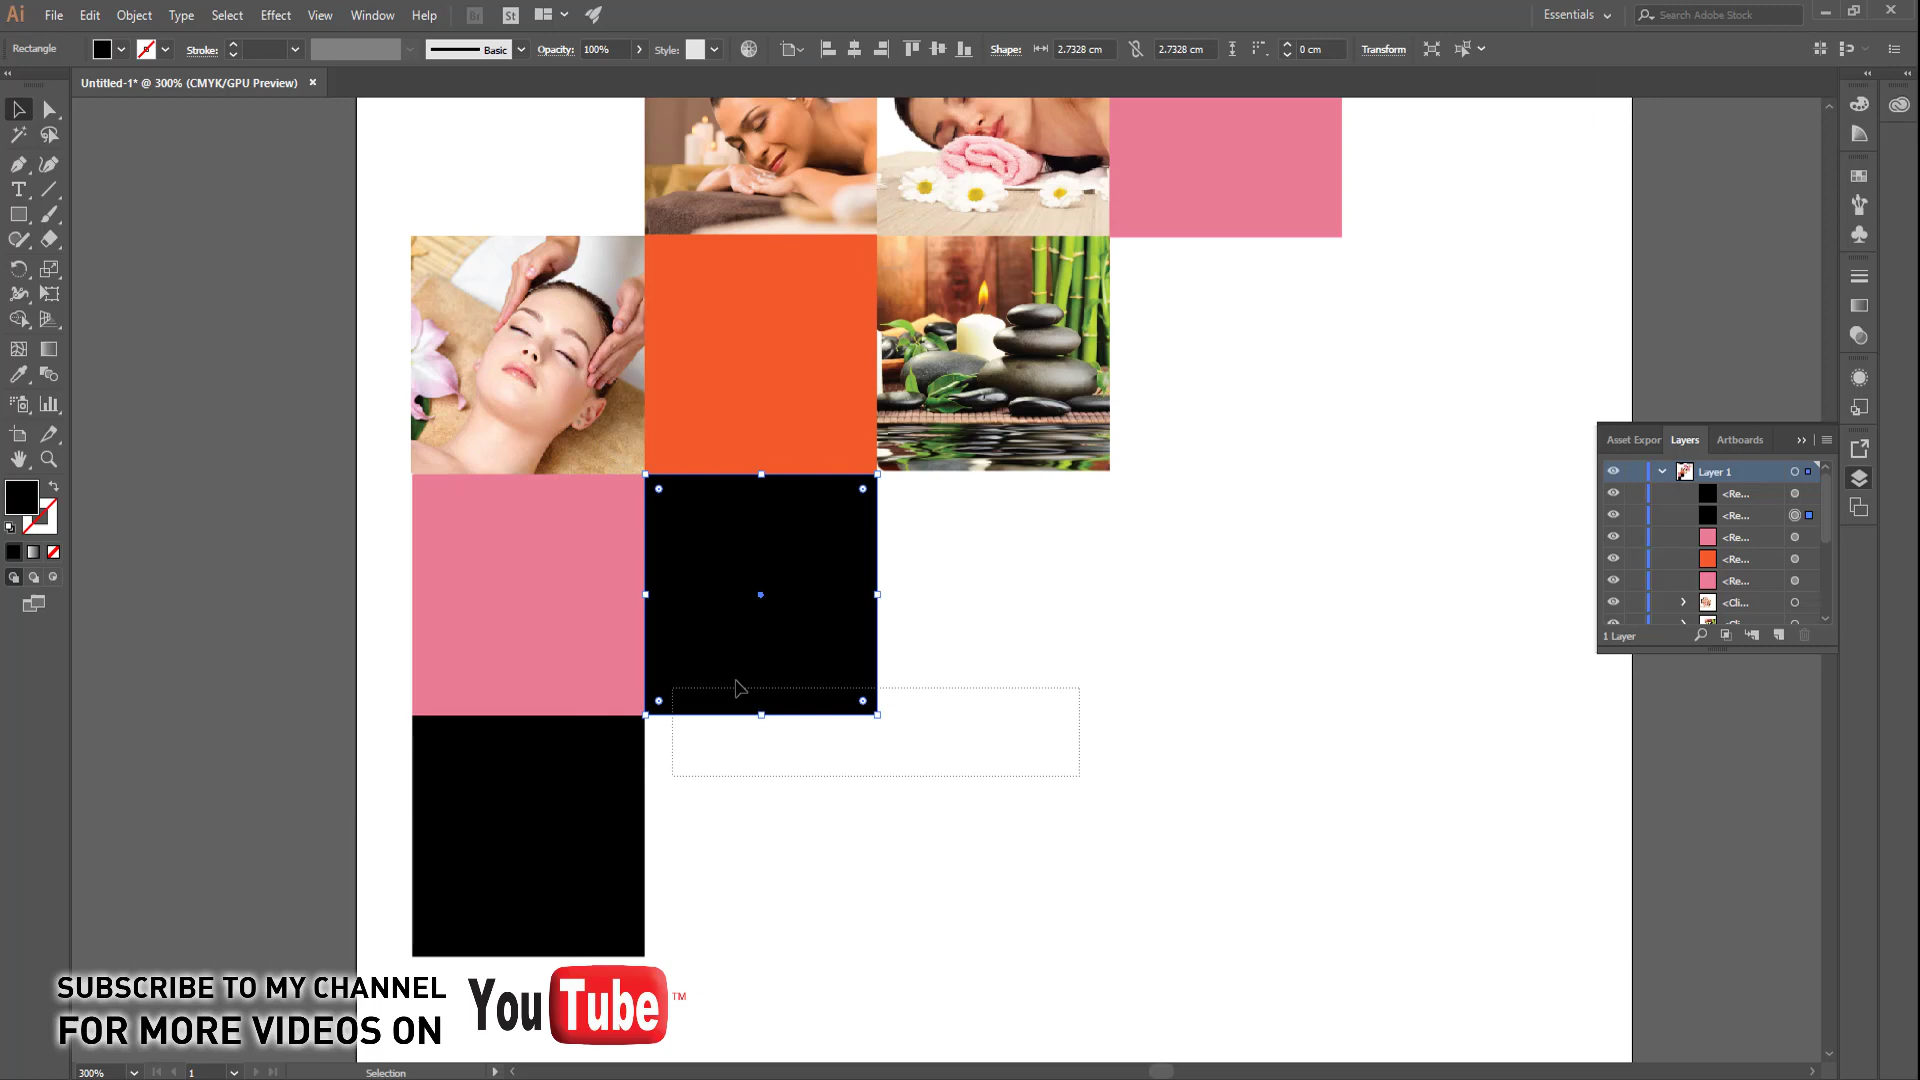 Ai File Edit Object Type Select Effect View Window Help Br St Essentials Search Adobe Stock
Rectangle Stroke: Basic Opacity: 100% Style: Shape: 2.7328 cm 2.7328 cm 0 cm Transform
Untitled-1* @ 300% (CMYK/GPU Preview)
Asset Expor Layers Artboards
Layer 1
<Re...
<Re...
<Re...
<Re...
<Re...
<Cli...
1 Layer
SUBSCRIBE TO MY CHANNEL
FOR MORE VIDEOS ON
YouTube™
300% 1 Selection